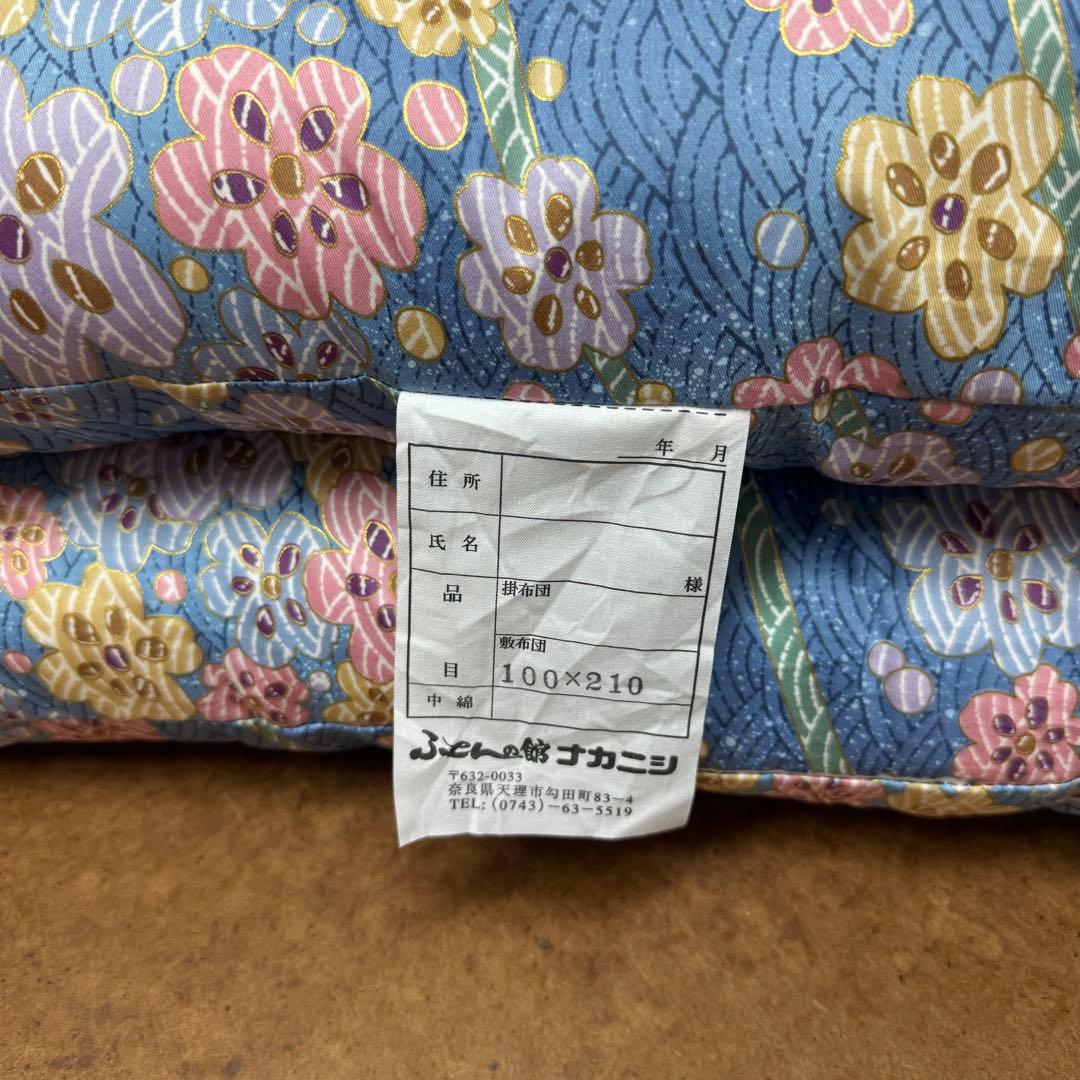 年 月
住所
氏名
様
品 掛布団
敷布団
目 100×210
中綿
ふとんの館ナカニシ
〒632-0033
奈良県天理市勾田町83-4
TEL:(0743)-63-5519